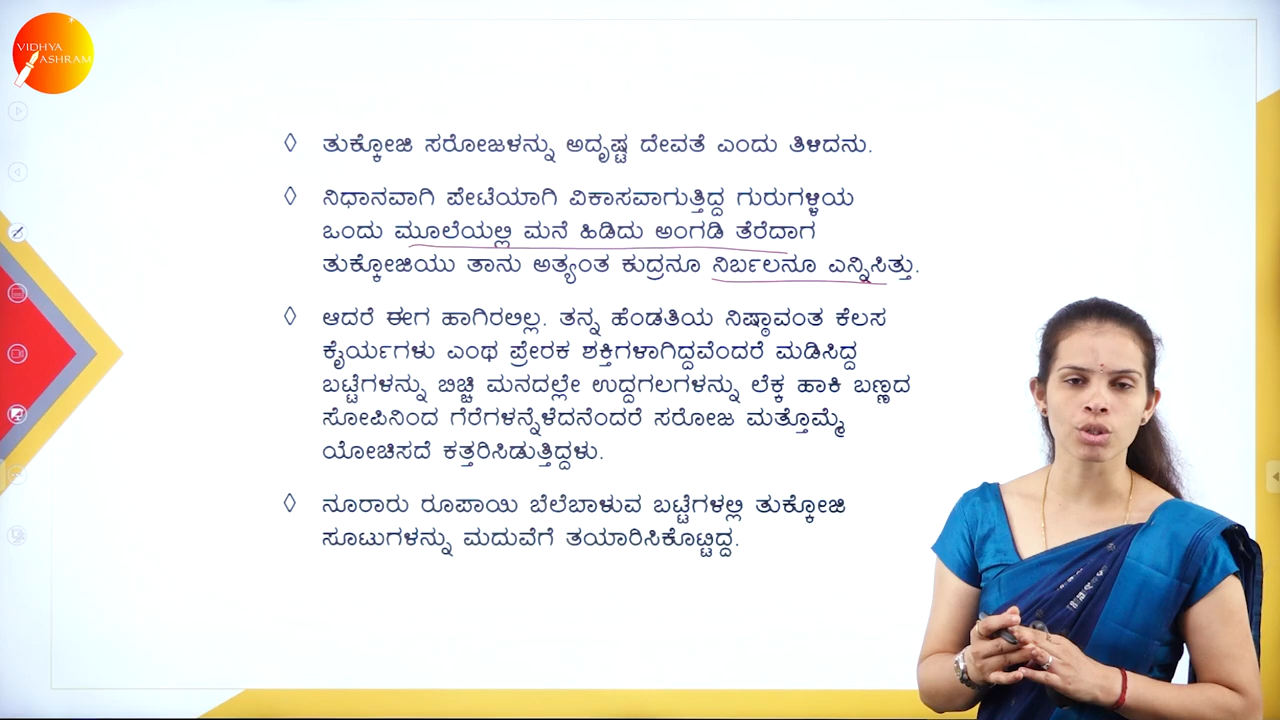 VIDHYA
ASHRAM
◊ ತುಕ್ಕೋಜಿ ಸರೋಜಳನ್ನು ಅದೃಷ್ಟ ದೇವತೆ ಎಂದು ತಿಳಿದನು.
◊ ನಿಧಾನವಾಗಿ ಪೇಟೆಯಾಗಿ ವಿಕಾಸವಾಗುತ್ತಿದ್ದ ಗುರುಗಳ್ಳಿಯ
ಒಂದು ಮೂಲೆಯಲ್ಲಿ ಮನೆ ಹಿಡಿದು ಅಂಗಡಿ ತೆರೆದಾಗ
ತುಕ್ಕೋಜಿಯು ತಾನು ಅತ್ಯಂತ ಕುದ್ರನೂ ನಿರ್ಬಲನೂ ಎನ್ನಿಸಿತ್ತು.
◊ ಆದರೆ ಈಗ ಹಾಗಿರಲಿಲ್ಲ. ತನ್ನ ಹೆಂಡತಿಯ ನಿಷ್ಠಾವಂತ ಕೆಲಸ
ಕೈರ್ಯಗಳು ಎಂಥ ಪ್ರೇರಕ ಶಕ್ತಿಗಳಾಗಿದ್ದವೆಂದರೆ ಮಡಿಸಿದ್ದ
ಬಟ್ಟೆಗಳನ್ನು ಬಿಚ್ಚಿ ಮನದಲ್ಲೇ ಉದ್ದಗಲಗಳನ್ನು ಲೆಕ್ಕ ಹಾಕಿ ಬಣ್ಣದ
ಸೋಪಿನಿಂದ ಗೆರೆಗಳನ್ನೆಳೆದನೆಂದರೆ ಸರೋಜ ಮತ್ತೊಮ್ಮೆ
ಯೋಚಿಸದೆ ಕತ್ತರಿಸಿಡುತ್ತಿದ್ದಳು.
◊ ನೂರಾರು ರೂಪಾಯಿ ಬೆಲೆಬಾಳುವ ಬಟ್ಟೆಗಳಲ್ಲಿ ತುಕ್ಕೋಜಿ
ಸೂಟುಗಳನ್ನು ಮದುವೆಗೆ ತಯಾರಿಸಿಕೊಟ್ಟಿದ್ದ.